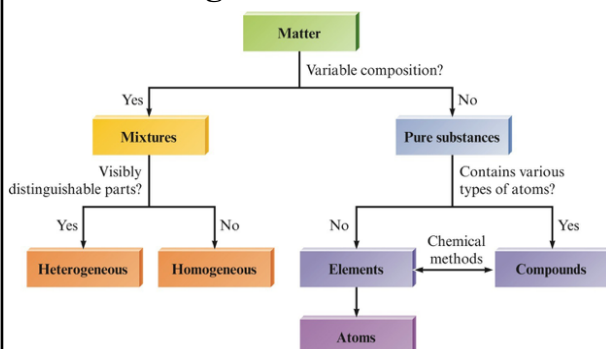 Matter
Variable composition?
Yes
No
Mixtures
Pure substances
Visibly
distinguishable parts?
Contains various
types of atoms?
Yes
No
No
Yes
Chemical
methods
Heterogeneous
Homogeneous
Elements
Compounds
Atoms